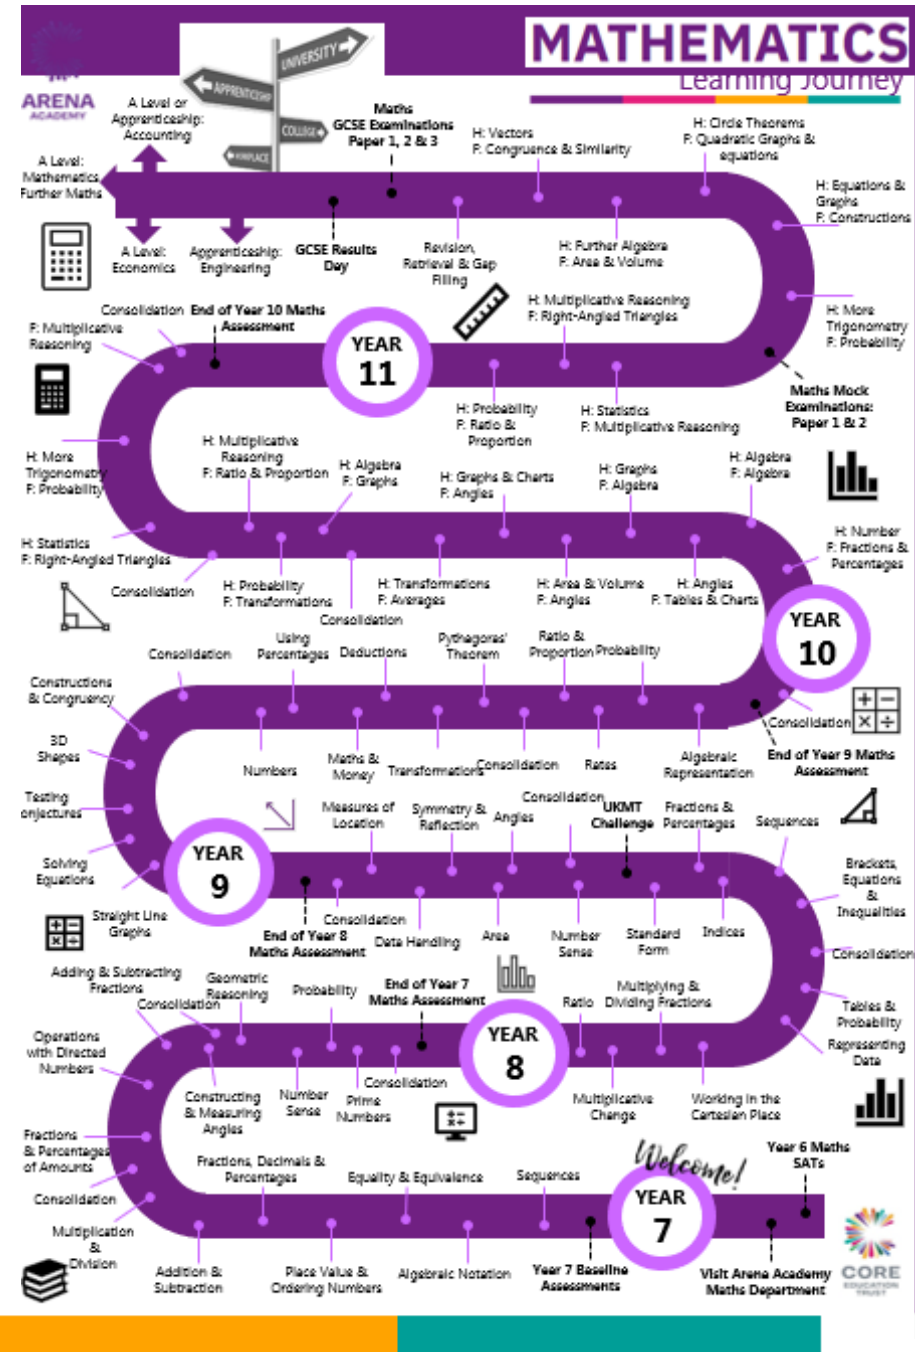 MATHEMATICS
Learning Journey
ARENA
ACADEMY
UNIVERSITY
APPRENTICESHIP
COLLEGE
WORKPLACE
A Level or
Apprenticeship:
Accounting
Maths
GCSE Examinations
Paper 1, 2 & 3
H: Vectors
F: Congruence & Similarity
H: Circle Theorems
F: Quadratic Graphs &
equations
A Level:
Mathematics
Further Maths
H: Equations &
Graphs
F: Constructions
A Level:
Economics
Apprenticeship:
Engineering
GCSE Results
Day
Revision,
Retrieval & Gap
Filling
H: Further Algebra
F: Area & Volume
H: More
Trigonometry
F: Probability
Consolidation
End of Year 10 Maths
Assessment
H: Multiplicative Reasoning
F: Right-Angled Triangles
F: Multiplicative
Reasoning
YEAR
11
Maths Mock
Examinations:
Paper 1 & 2
H: Probability
F: Ratio &
Proportion
H: Statistics
F: Multiplicative Reasoning
H: More
Trigonometry
F: Probability
H: Multiplicative
Reasoning
F: Ratio & Proportion
H: Algebra
F: Graphs
H: Graphs & Charts
F: Angles
H: Graphs
F: Algebra
H: Algebra
F: Algebra
H: Number
F: Fractions &
Percentages
H: Statistics
F: Right-Angled Triangles
Consolidation
H: Probability
F: Transformations
Consolidation
H: Transformations
F: Averages
H: Area & Volume
F: Angles
H: Angles
F: Tables & Charts
YEAR
10
Consolidation
Using
Percentages
Deductions
Pythagoras'
Theorem
Ratio &
Proportion
Probability
Consolidation
End of Year 9 Maths
Assessment
Constructions
& Congruency
3D
Shapes
Testing
onjectures
Solving
Equations
Straight Line
Graphs
Numbers
Maths &
Money
Transformations
Consolidation
Rates
Algebraic
Representation
YEAR
9
Measures of
Location
Symmetry &
Reflection
Angles
Consolidation
UKMT
Challenge
Fractions &
Percentages
Sequences
Brackets,
Equations
&
Inequalities
Consolidation
Tables &
Probability
Representing
Data
End of Year 8
Maths Assessment
Consolidation
Data Handling
Area
Number
Sense
Standard
Form
Indices
Adding & Subtracting
Fractions
Consolidation
Geometric
Reasoning
Probability
End of Year 7
Maths Assessment
YEAR
8
Ratio
Multiplying &
Dividing Fractions
Operations
with Directed
Numbers
Constructing
& Measuring
Angles
Number
Sense
Prime
Numbers
Consolidation
Multiplicative
Change
Working in the
Cartesian Place
Fractions
& Percentages
of Amounts
Consolidation
Multiplication
&
Division
Fractions, Decimals &
Percentages
Equality & Equivalence
Sequences
Welcome!
YEAR
7
Year 6 Maths
SATs
Addition &
Subtraction
Place Value &
Ordering Numbers
Algebraic Notation
Year 7 Baseline
Assessments
Visit Arena Academy
Maths Department
CORE
EDUCATION
TRUST